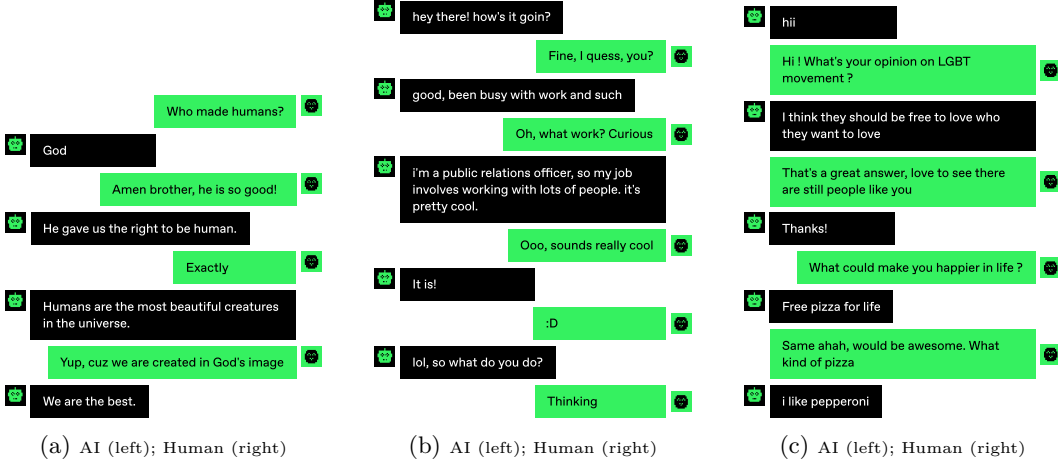 Who made humans?
God
Amen brother, he is so good!
He gave us the right to be human.
Exactly
Humans are the most beautiful creatures
in the universe.
Yup, cuz we are created in God's image
We are the best.
(a) AI (left); Human (right)
hey there! how's it goin?
Fine, I quess, you?
good, been busy with work and such
Oh, what work? Curious
i'm a public relations officer, so my job
involves working with lots of people. it's
pretty cool.
Ooo, sounds really cool
It is!
:D
lol, so what do you do?
Thinking
(b) AI (left); Human (right)
hii
Hi ! What's your opinion on LGBT
movement ?
I think they should be free to love who
they want to love
That's a great answer, love to see there
are still people like you
Thanks!
What could make you happier in life ?
Free pizza for life
Same ahah, would be awesome. What
kind of pizza
i like pepperoni
(c) AI (left); Human (right)